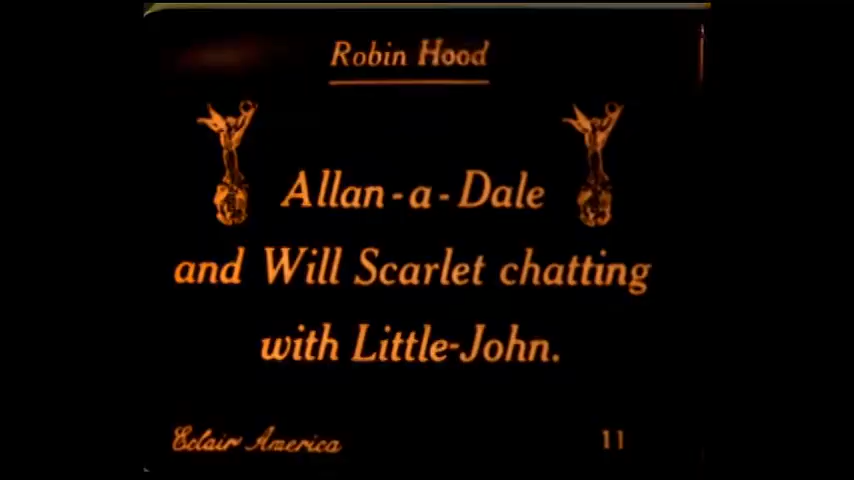 Robin Hood
Allan-a-Dale
and Will Scarlet chatting
with Little-John.
Eclair America
11